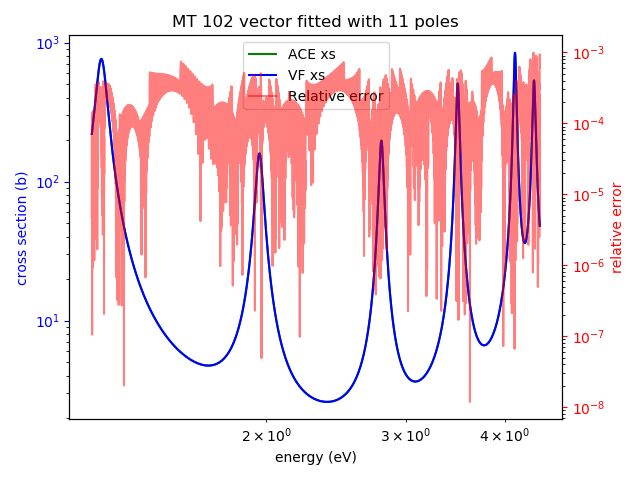 MT 102 vector fitted with 11 poles
ACE xs
VF xs
Relative error
cross section (b)
10³
10²
10¹
relative error
10⁻³
10⁻⁴
10⁻⁵
10⁻⁶
10⁻⁷
10⁻⁸
2 × 10⁰
3 × 10⁰
4 × 10⁰
energy (eV)